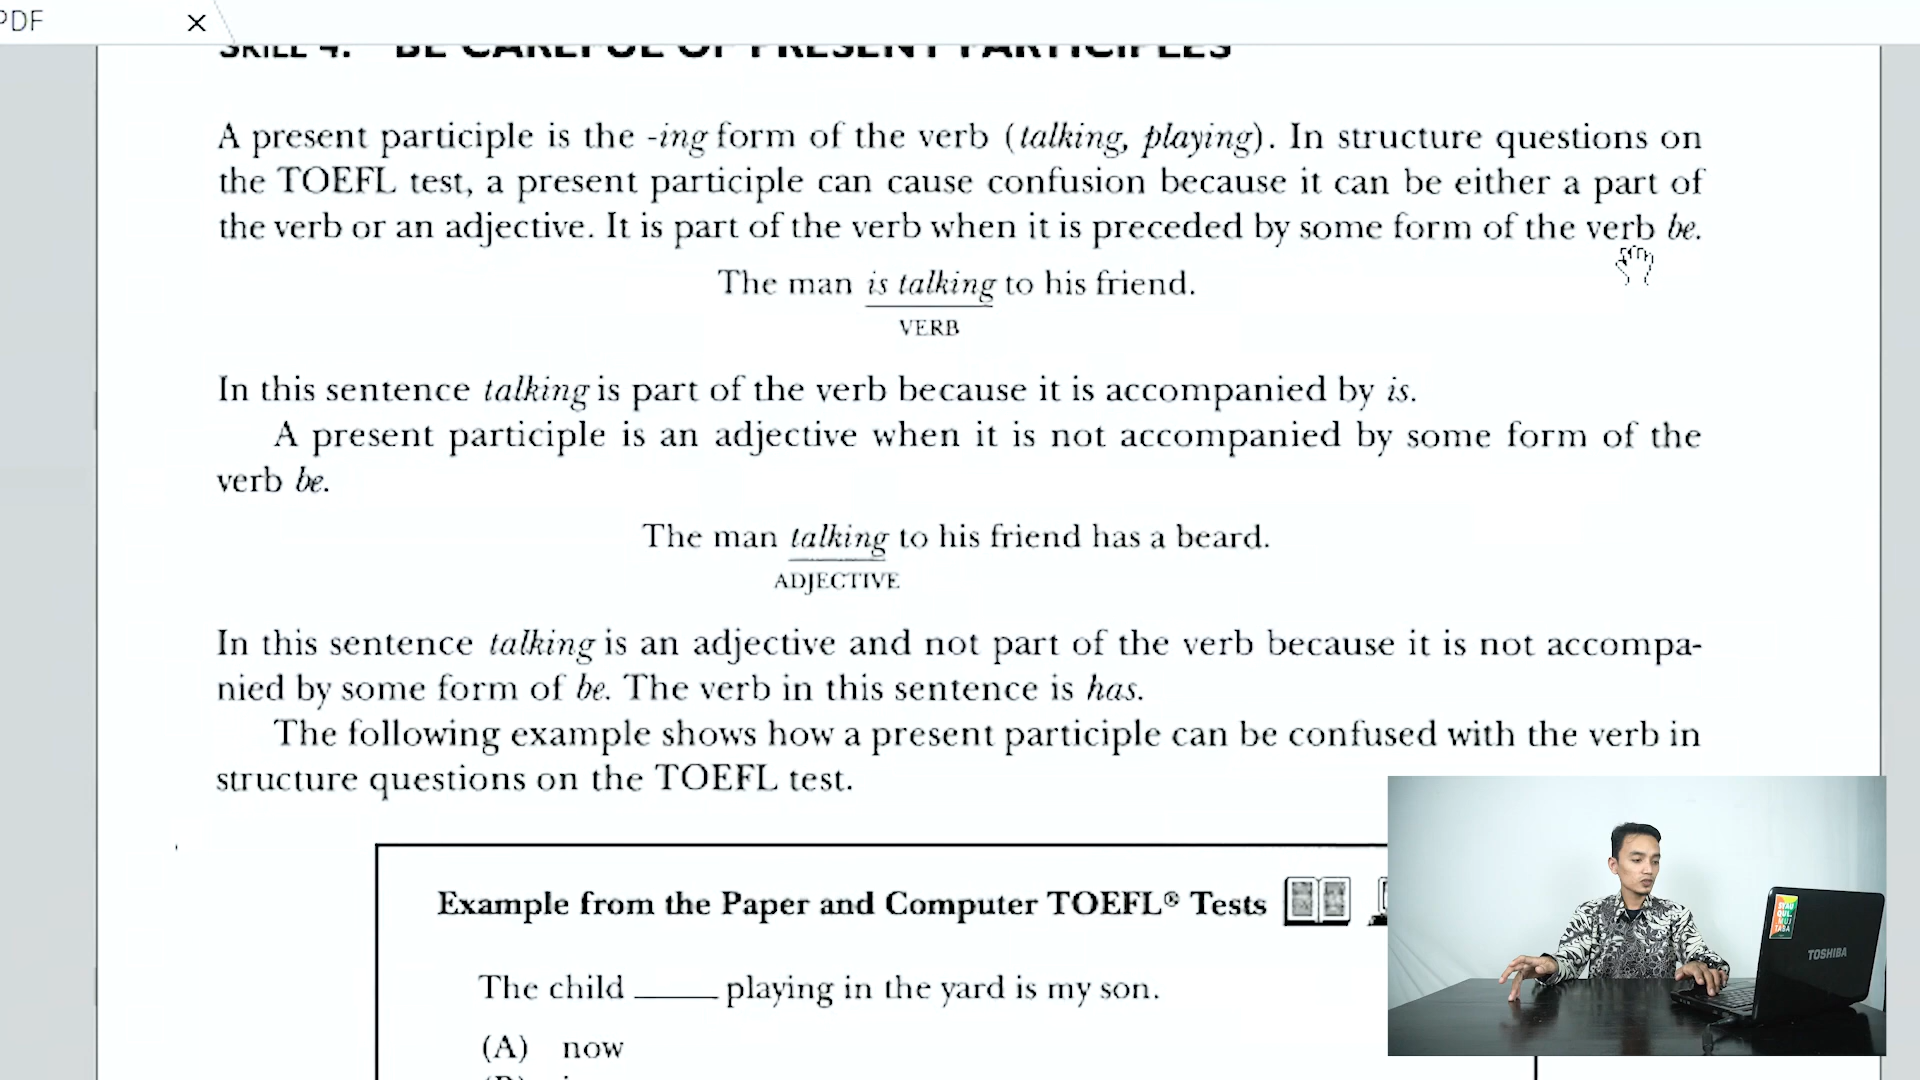 PDF
SKILL 4: BE CAREFUL OF PRESENT PARTICIPLES
A present participle is the -ing form of the verb (talking, playing). In structure questions on
the TOEFL test, a present participle can cause confusion because it can be either a part of
the verb or an adjective. It is part of the verb when it is preceded by some form of the verb be.
The man is talking to his friend.
VERB
In this sentence talking is part of the verb because it is accompanied by is.
A present participle is an adjective when it is not accompanied by some form of the
verb be.
The man talking to his friend has a beard.
ADJECTIVE
In this sentence talking is an adjective and not part of the verb because it is not accompa-
nied by some form of be. The verb in this sentence is has.
The following example shows how a present participle can be confused with the verb in
structure questions on the TOEFL test.
Example from the Paper and Computer TOEFL® Tests
The child _____ playing in the yard is my son.
(A) now
TOSHIBA